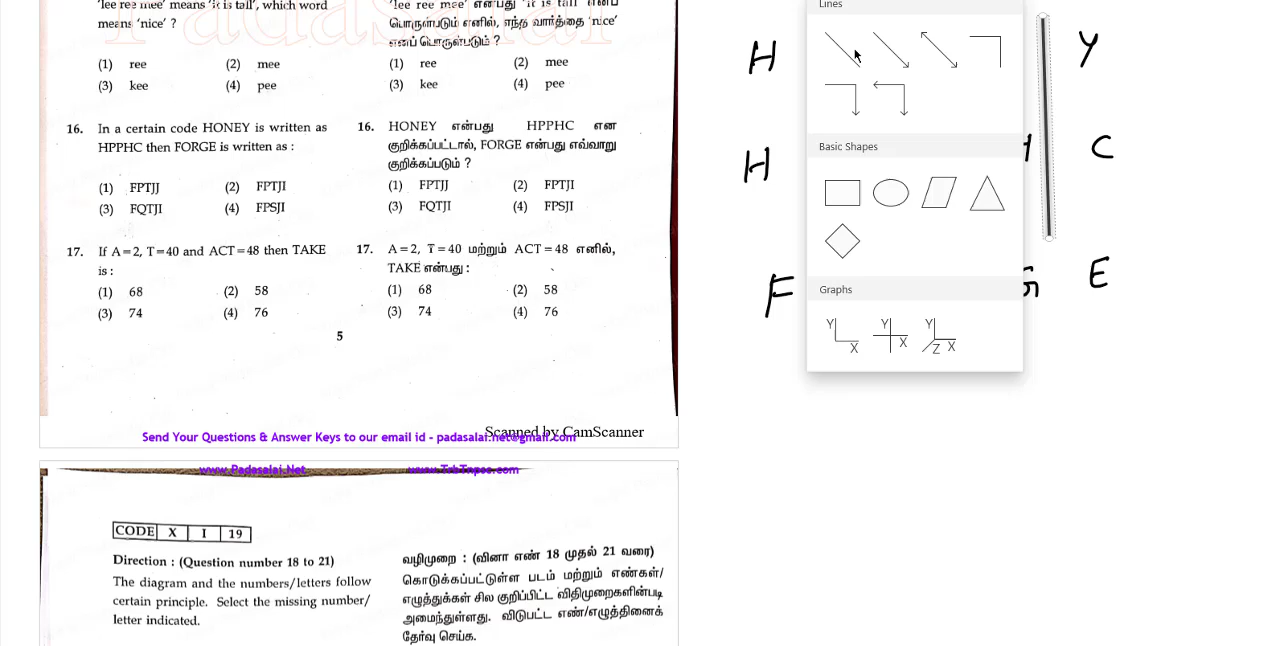 'lee ree mee' means 'it is tall', which word
means 'nice' ?
(1) ree (2) mee
(3) kee (4) pee
16. In a certain code HONEY is written as
HPPHC then FORGE is written as :
(1) FPTJJ (2) FPTJI
(3) FQTJI (4) FPSJI
17. If A=2, T=40 and ACT=48 then TAKE
is :
(1) 68 (2) 58
(3) 74 (4) 76
'lee ree mee' என்பது 'it is tall' எனப்
பொருள்படும் எனில், எந்த வார்த்தை 'nice'
எனப் பொருள்படும் ?
(1) ree (2) mee
(3) kee (4) pee
16. HONEY என்பது HPPHC என
குறிக்கப்பட்டால், FORGE என்பது எவ்வாறு
குறிக்கப்படும் ?
(1) FPTJJ (2) FPTJI
(3) FQTJI (4) FPSJI
17. A=2, T=40 மற்றும் ACT=48 எனில்,
TAKE என்பது :
(1) 68 (2) 58
(3) 74 (4) 76
5
Scanned by CamScanner
Send Your Questions & Answer Keys to our email id - padasalai.net@gmail.com
www.Padasalai.Net www.TrbTnpsc.com
CODE X I 19
Direction : (Question number 18 to 21)
The diagram and the numbers/letters follow
certain principle. Select the missing number/
letter indicated.
வழிமுறை : (வினா எண் 18 முதல் 21 வரை)
கொடுக்கப்பட்டுள்ள படம் மற்றும் எண்கள்/
எழுத்துக்கள் சில குறிப்பிட்ட விதிமுறைகளின்படி
அமைந்துள்ளது. விடுபட்ட எண்/எழுத்தினைக்
தேர்வு செய்க.
Lines
Basic Shapes
Graphs
Y X Y X Y Z X
H Y
H H C
F G E